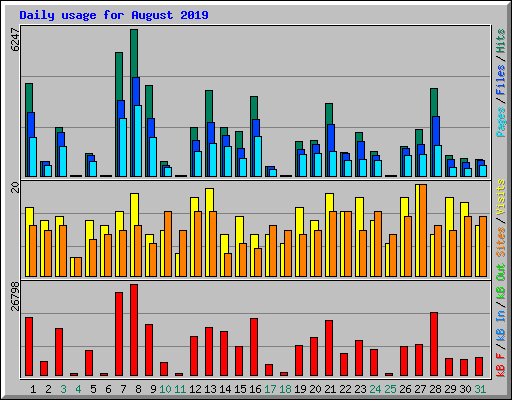 Daily usage for August 2019
6247
Pages / Files / Hits
20
Sites / Visits
26798
kB F / kB In / kB Out
1 2 3 4 5 6 7 8 9 10 11 12 13 14 15 16 17 18 19 20 21 22 23 24 25 26 27 28 29 30 31